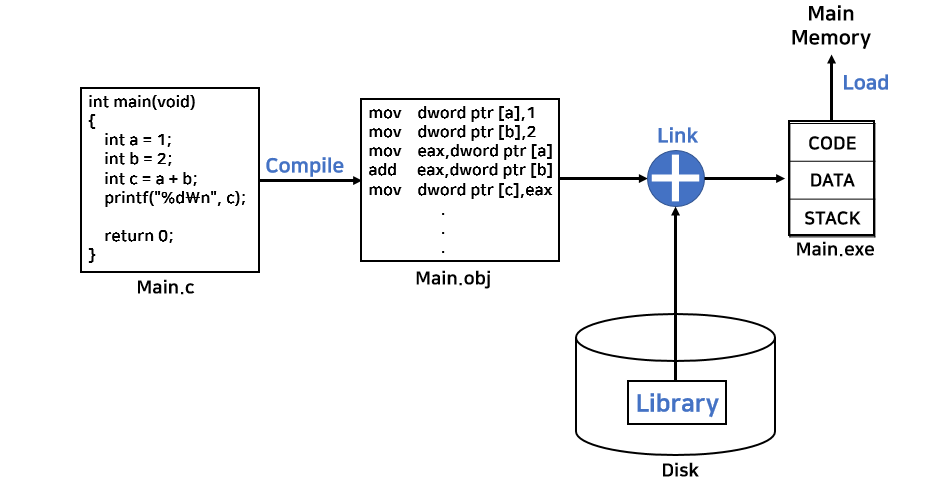 int main(void)
{
int a = 1;
int b = 2;
int c = a + b;
printf("%d₩n", c);
return 0;
}
Main.c
Compile
mov dword ptr [a],1
mov dword ptr [b],2
mov eax,dword ptr [a]
add eax,dword ptr [b]
mov dword ptr [c],eax
.
.
.
Main.obj
Link
Library
Disk
Main
Memory
Load
CODE
DATA
STACK
Main.exe